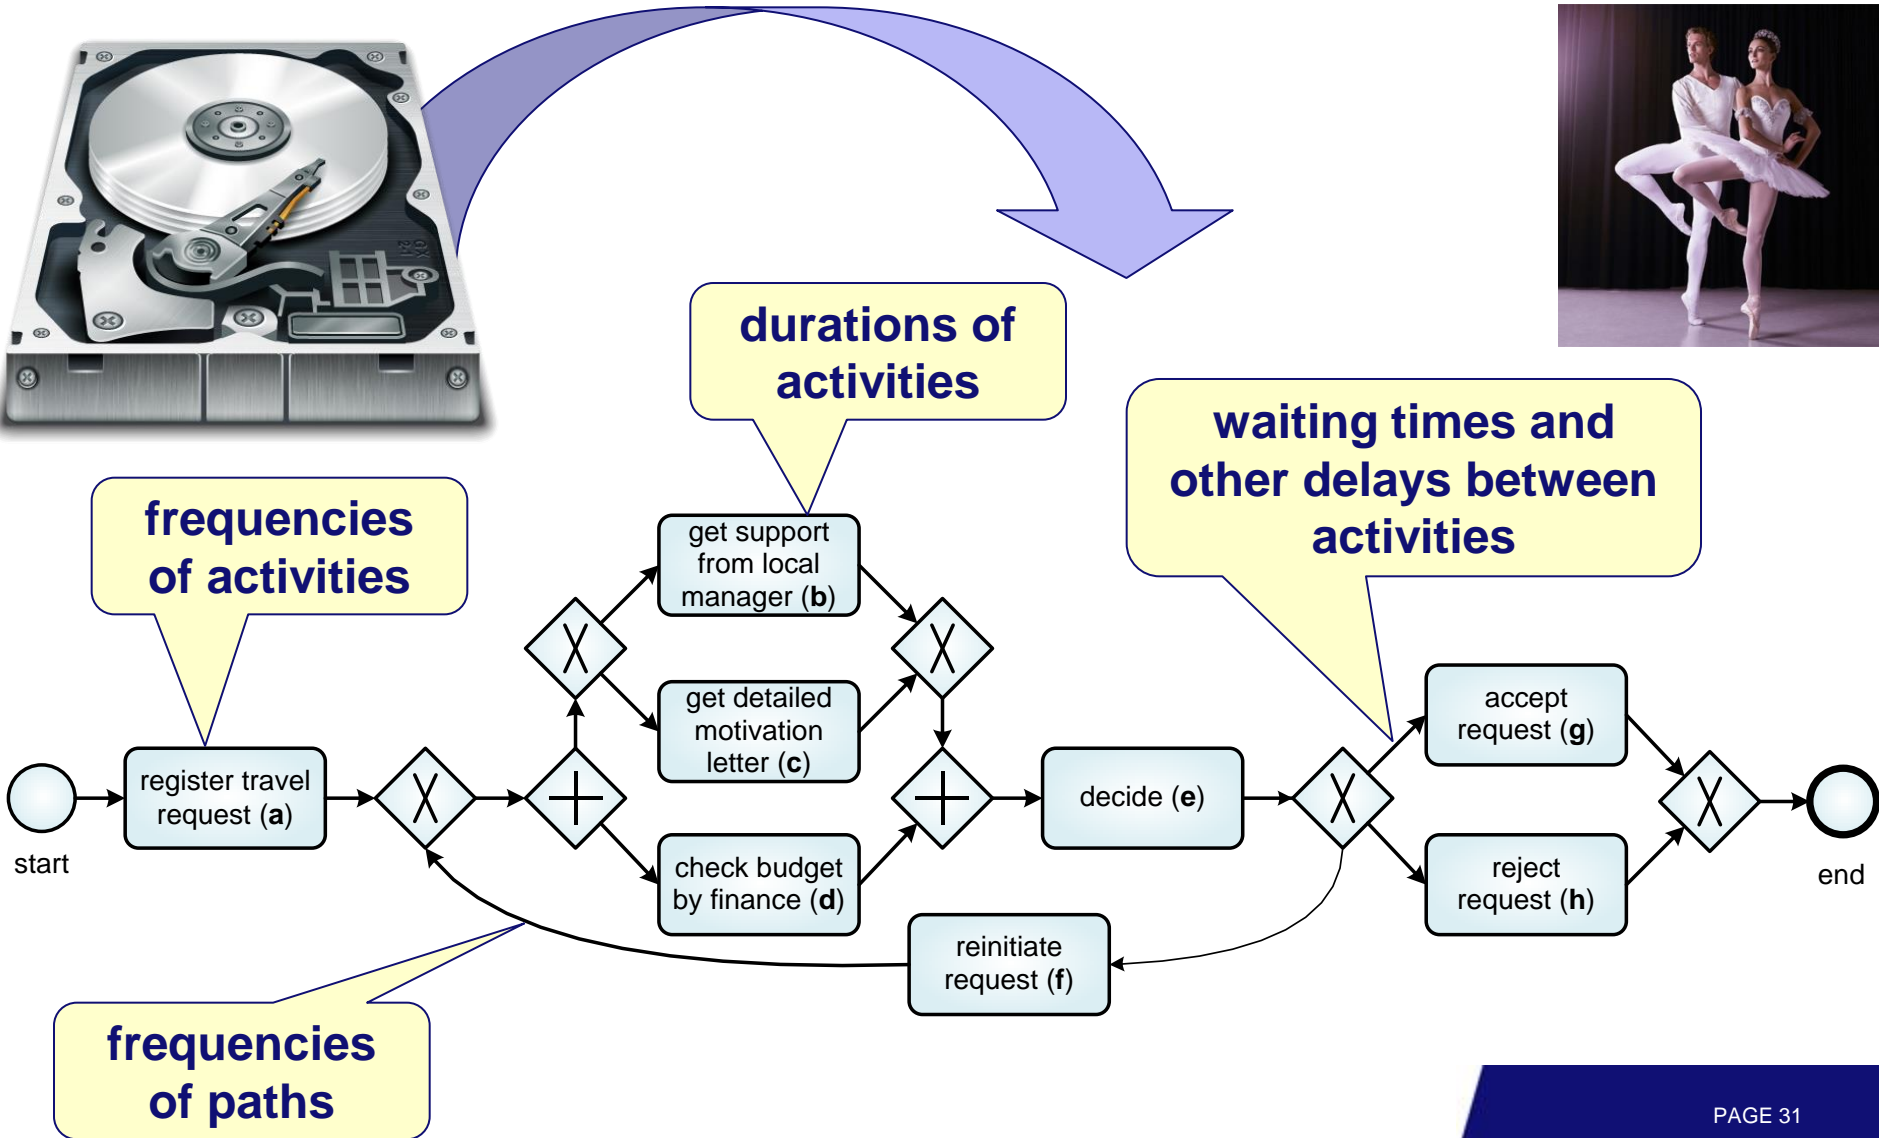 durations of
activities
waiting times and
other delays between
activities
frequencies
of activities
get support
from local
manager (b)
get detailed
motivation
letter (c)
accept
request (g)
register travel
request (a)
decide (e)
start
check budget
by finance (d)
reject
request (h)
end
reinitiate
request (f)
frequencies
of paths
PAGE 31